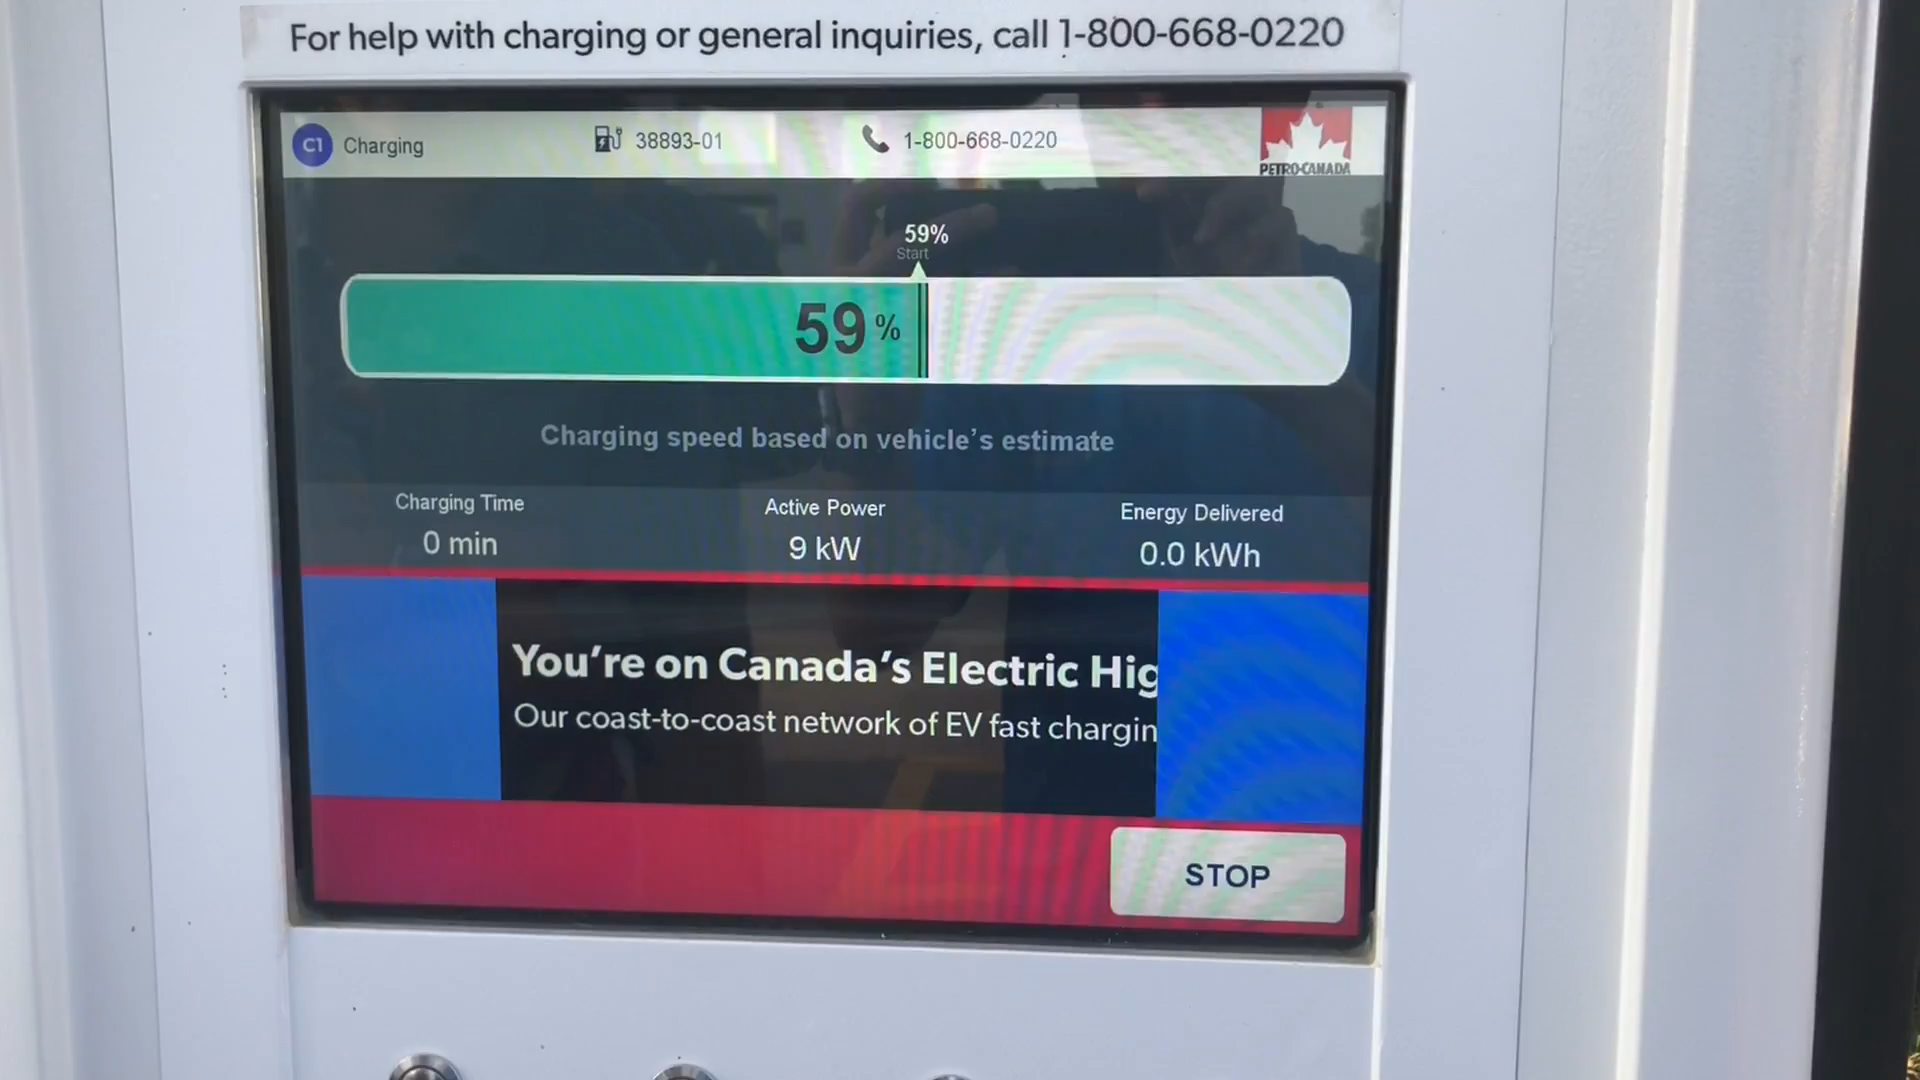 For help with charging or general inquiries, call 1-800-668-0220
C1 Charging 38893-01 1-800-668-0220
PETRO-CANADA
59%
Start
59 %
Charging speed based on vehicle's estimate
Charging Time Active Power Energy Delivered
0 min 9 kW 0.0 kWh
You're on Canada's Electric Hig
Our coast-to-coast network of EV fast chargin
STOP